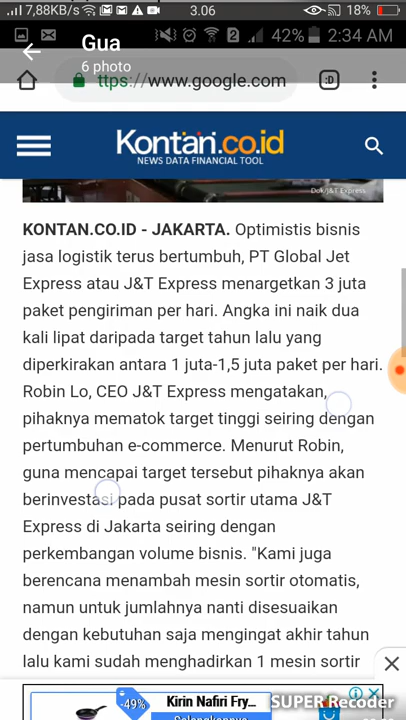 7,88KB/s 3.06 18%
Gua 2 42% 2:34 AM
6 photo
ttps://www.google.com :D
Kontan.co.id
NEWS DATA FINANCIAL TOOL
Dok/J&T Express
KONTAN.CO.ID - JAKARTA. Optimistis bisnis
jasa logistik terus bertumbuh, PT Global Jet
Express atau J&T Express menargetkan 3 juta
paket pengiriman per hari. Angka ini naik dua
kali lipat daripada target tahun lalu yang
diperkirakan antara 1 juta-1,5 juta paket per hari.
Robin Lo, CEO J&T Express mengatakan,
pihaknya mematok target tinggi seiring dengan
pertumbuhan e-commerce. Menurut Robin,
guna mencapai target tersebut pihaknya akan
berinvestasi pada pusat sortir utama J&T
Express di Jakarta seiring dengan
perkembangan volume bisnis. "Kami juga
berencana menambah mesin sortir otomatis,
namun untuk jumlahnya nanti disesuaikan
dengan kebutuhan saja mengingat akhir tahun
lalu kami sudah menghadirkan 1 mesin sortir
-49% Kirin Nafiri Fry...
SUPER Recorder